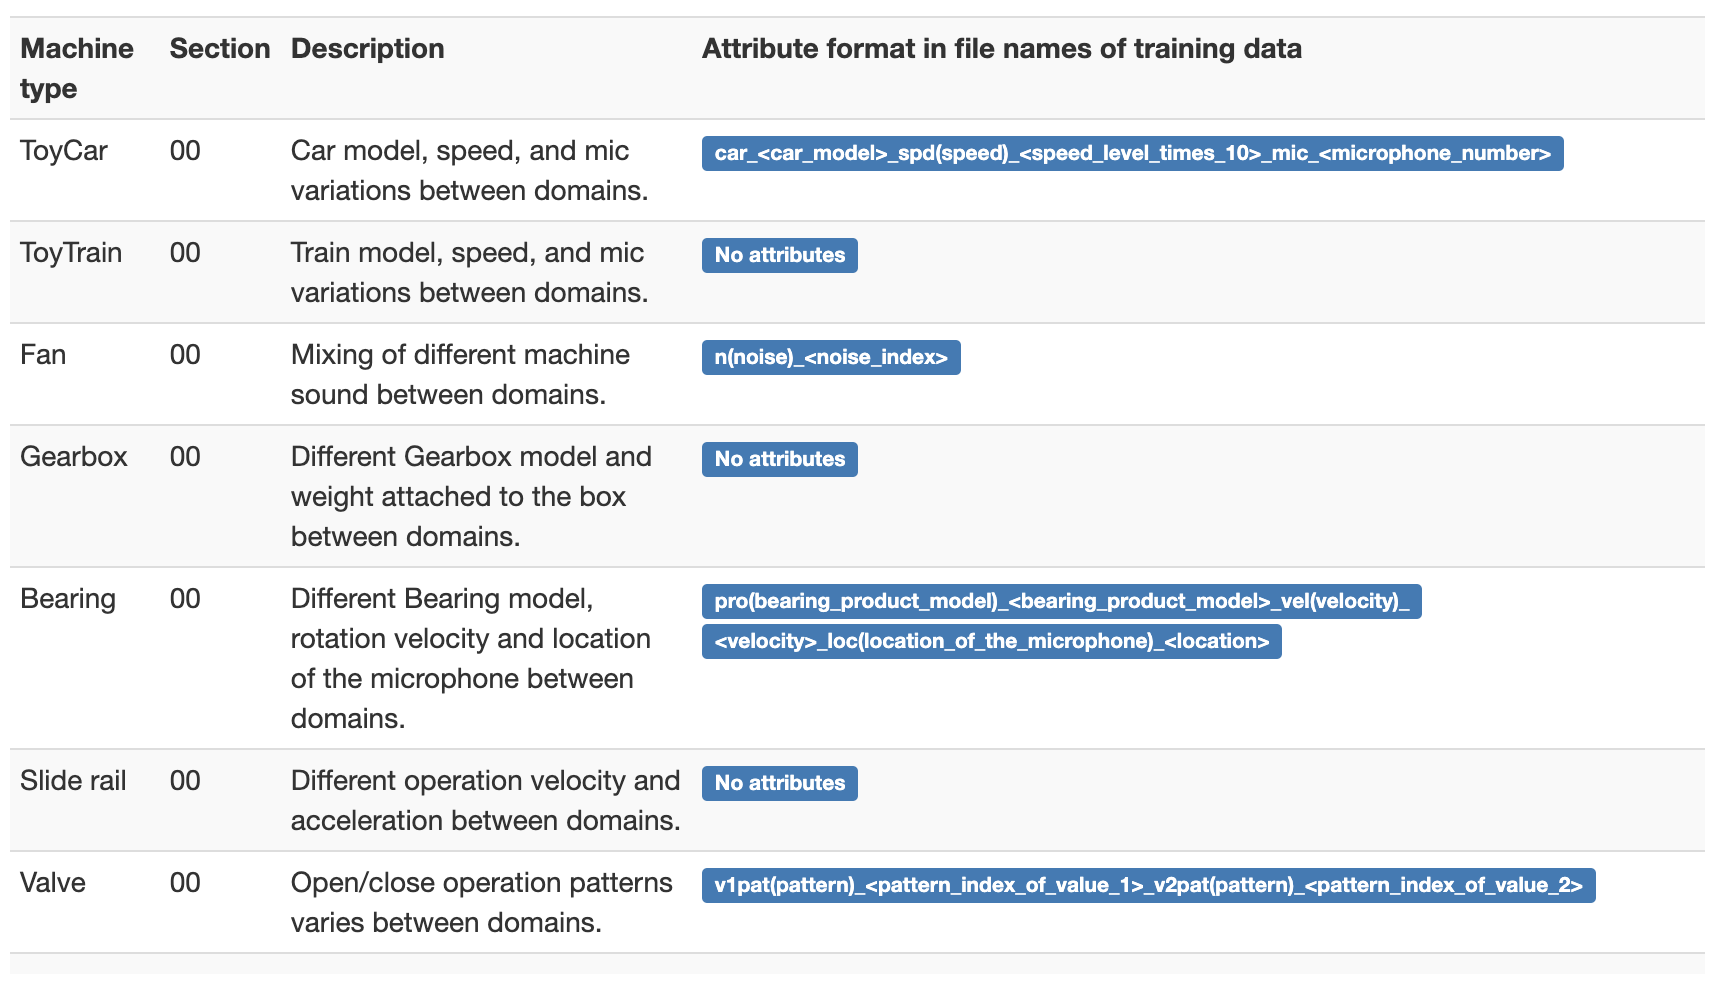 Machine type Section Description Attribute format in file names of training data
ToyCar 00 Car model, speed, and mic car_<car_model>_spd(speed)_<speed_level_times_10>_mic_<microphone_number>
variations between domains.
ToyTrain 00 Train model, speed, and mic No attributes
variations between domains.
Fan 00 Mixing of different machine n(noise)_<noise_index>
sound between domains.
Gearbox 00 Different Gearbox model and No attributes
weight attached to the box
between domains.
Bearing 00 Different Bearing model, pro(bearing_product_model)_<bearing_product_model>_vel(velocity)_
rotation velocity and location <velocity>_loc(location_of_the_microphone)_<location>
of the microphone between
domains.
Slide rail 00 Different operation velocity and No attributes
acceleration between domains.
Valve 00 Open/close operation patterns v1pat(pattern)_<pattern_index_of_value_1>_v2pat(pattern)_<pattern_index_of_value_2>
varies between domains.